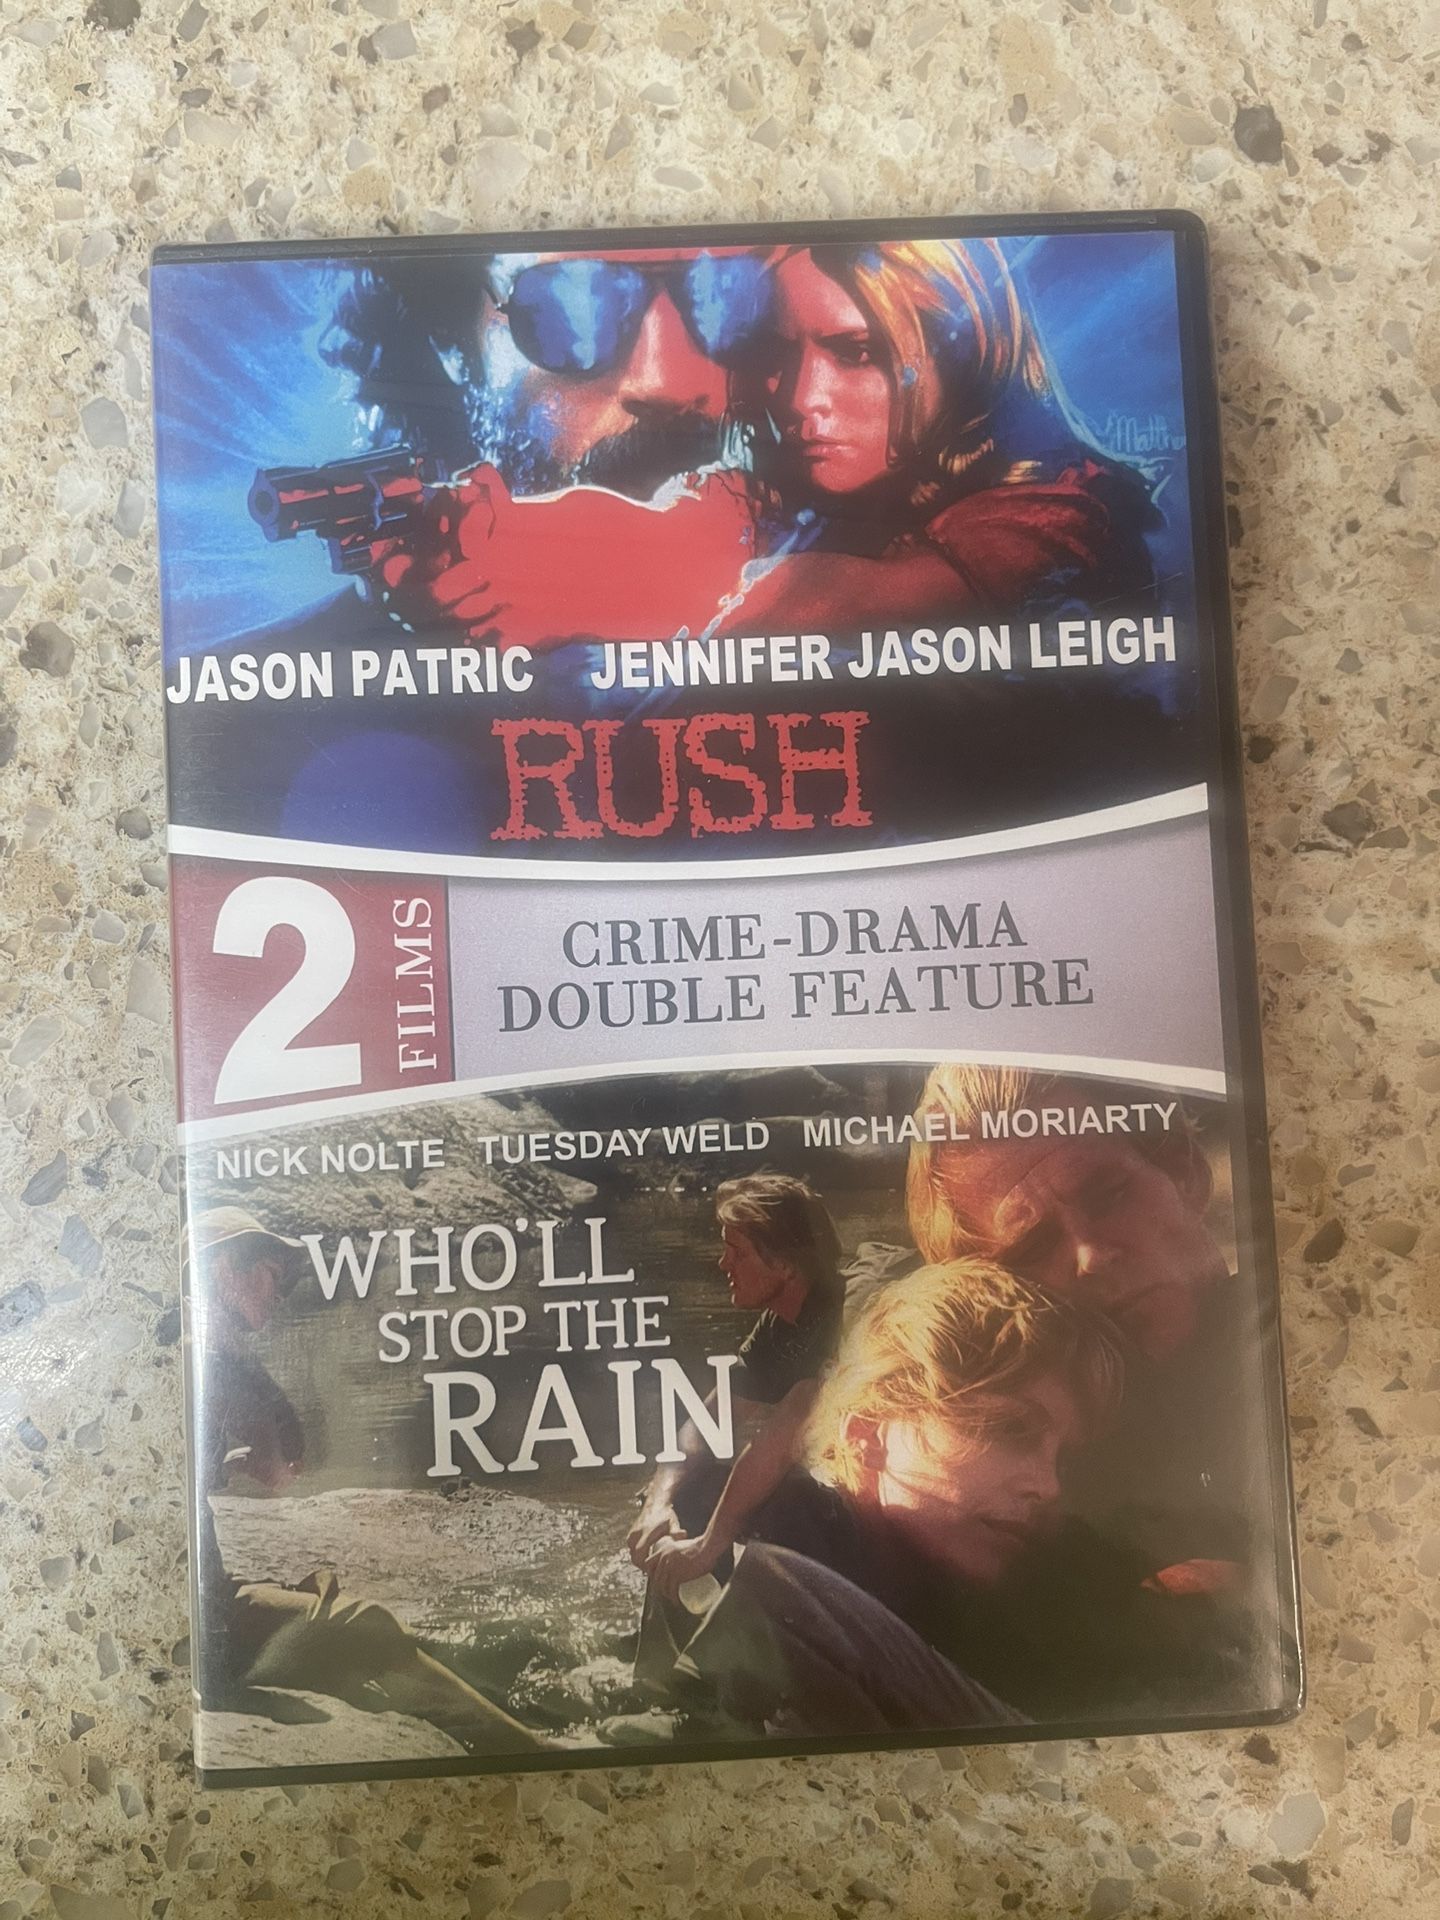 JASON PATRIC JENNIFER JASON LEIGH
RUSH
2 FILMS
CRIME-DRAMA
DOUBLE FEATURE
NICK NOLTE TUESDAY WELD MICHAEL MORIARTY
WHO'LL
STOP THE
RAIN